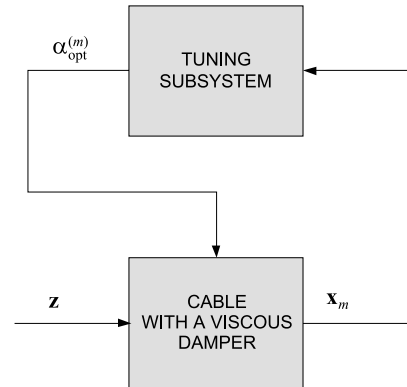 α_opt^(m)
TUNING
SUBSYSTEM
z
CABLE
WITH A VISCOUS
DAMPER
x_m